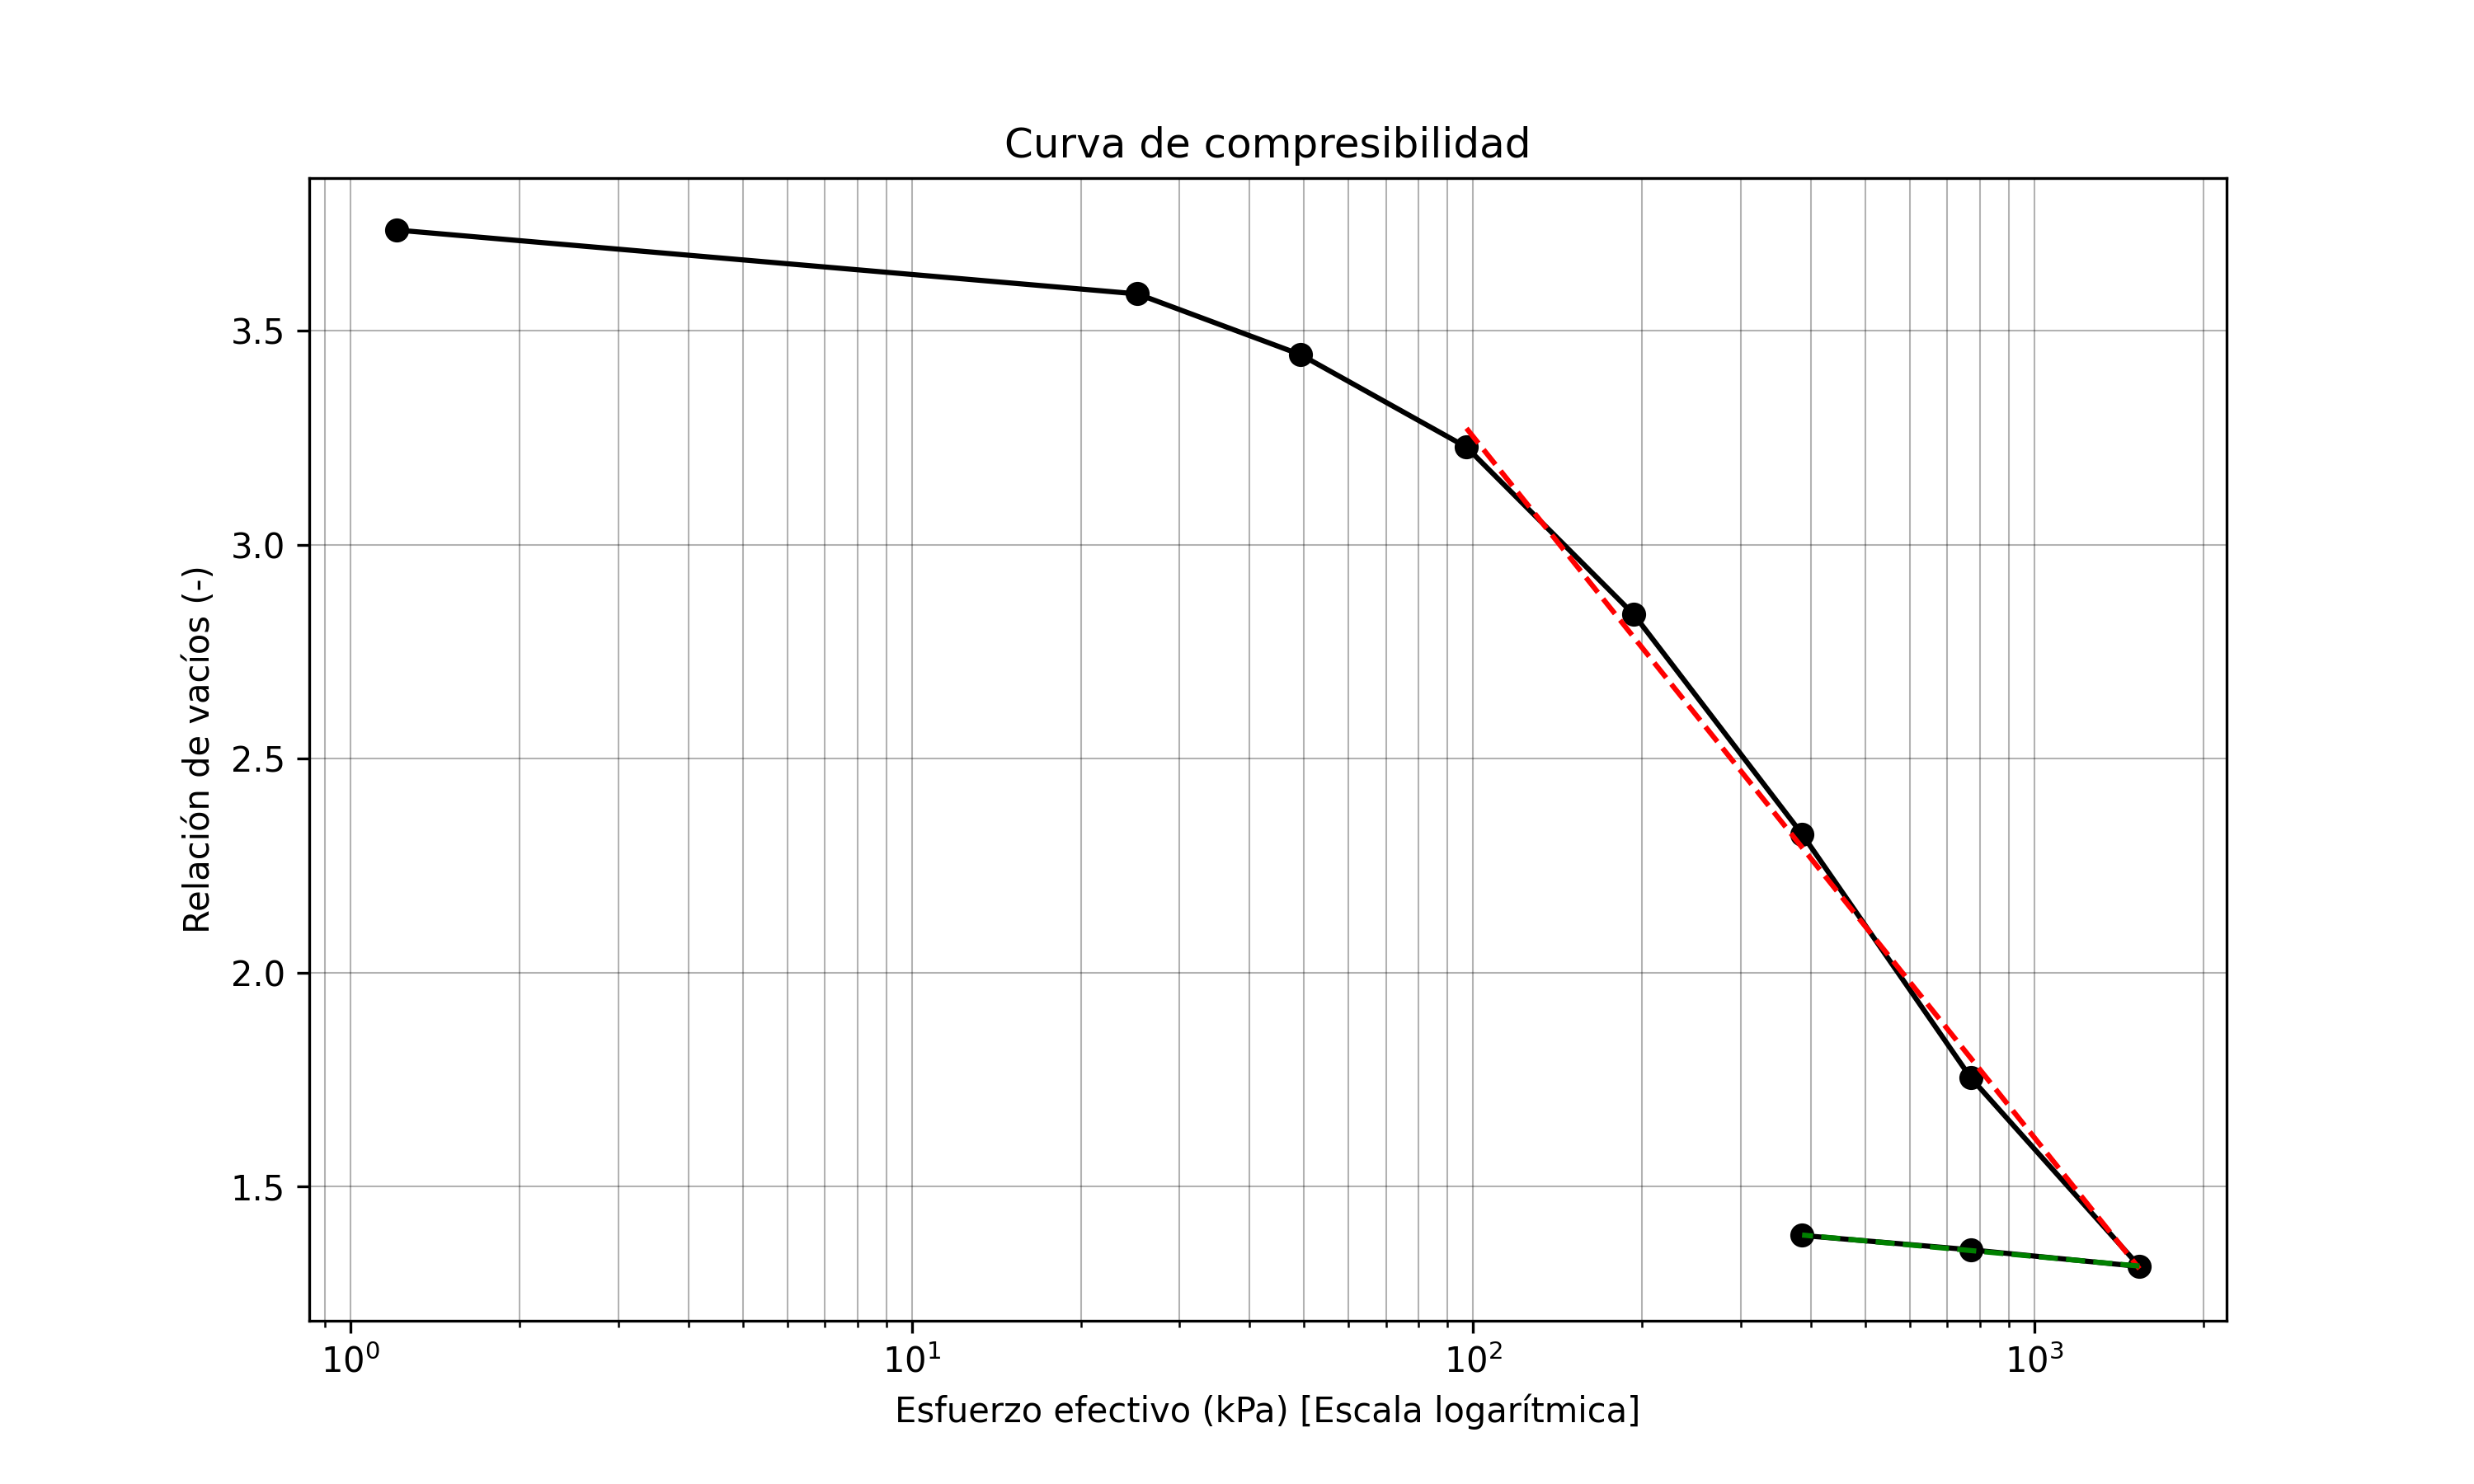 Curva de compresibilidad
3.5
3.0
2.5
2.0
1.5
Relación de vacíos (-)
10⁰ 10¹ 10² 10³
Esfuerzo efectivo (kPa) [Escala logarítmica]